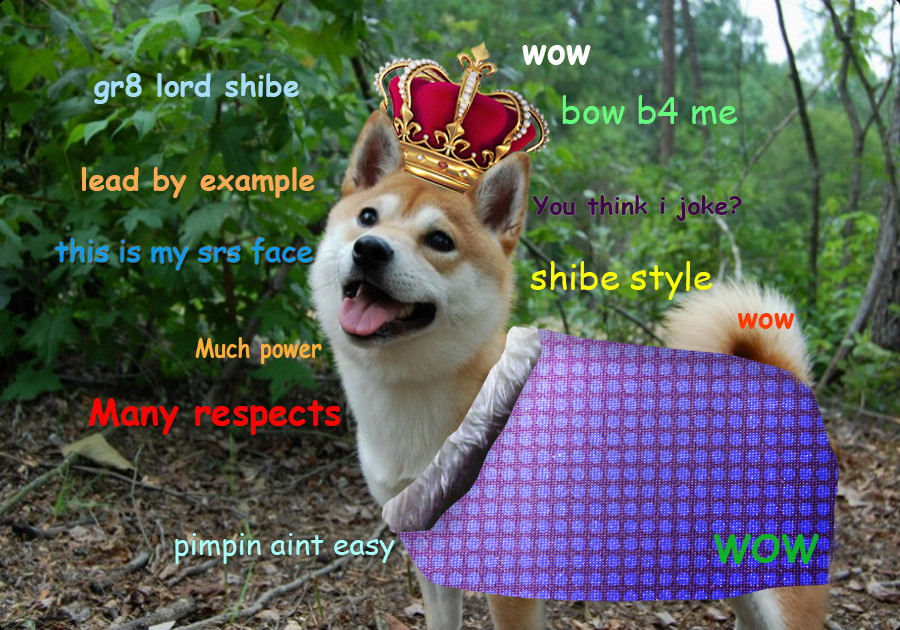 wow
gr8 lord shibe
bow b4 me
lead by example
You think i joke?
this is my srs face
shibe style
wow
Much power
Many respects
pimpin aint easy
wow